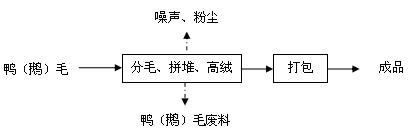 噪声、粉尘
鸭（鹅）毛
分毛、拼堆、高绒
打包
成品
鸭（鹅）毛废料